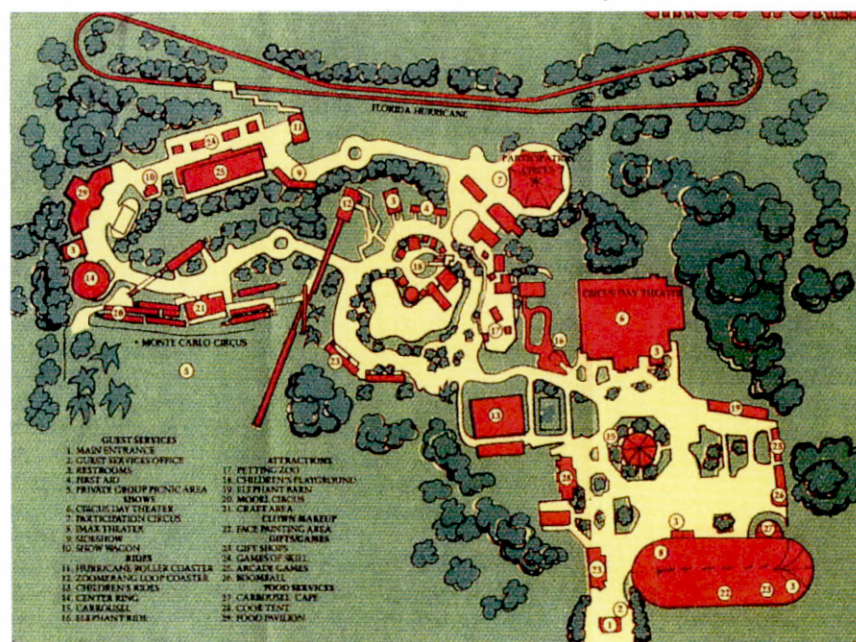 CIRCUS WORLD
FLORIDA HURRICANE
PARTICIPATION
CIRCUS
CIRCUS DAY THEATER
* MONTE CARLO CIRCUS
GUEST SERVICES
1. MAIN ENTRANCE
2. GUEST SERVICES OFFICE
3. RESTROOMS
4. FIRST AID
5. PRIVATE GROUP PICNIC AREA
SHOWS
6. CIRCUS DAY THEATER
7. PARTICIPATION CIRCUS
8. IMAX THEATER
9. SIDESHOW
10. SHOW WAGON
RIDES
11. HURRICANE ROLLER COASTER
12. ZOOMERANG LOOP COASTER
13. CHILDREN'S RIDES
14. CENTER RING
15. CARROUSEL
16. ELEPHANT RIDE
ATTRACTIONS
17. PETTING ZOO
18. CHILDREN'S PLAYGROUND
19. ELEPHANT BARN
20. MODEL CIRCUS
21. CRAFT AREA
CLOWN MAKEUP
22. FACE PAINTING AREA
GIFTS/GAMES
23. GIFT SHOPS
24. GAMES OF SKILL
25. ARCADE GAMES
26. ROOMBALL
FOOD SERVICES
27. CARROUSEL CAFE
28. COOK TENT
29. FOOD PAVILION